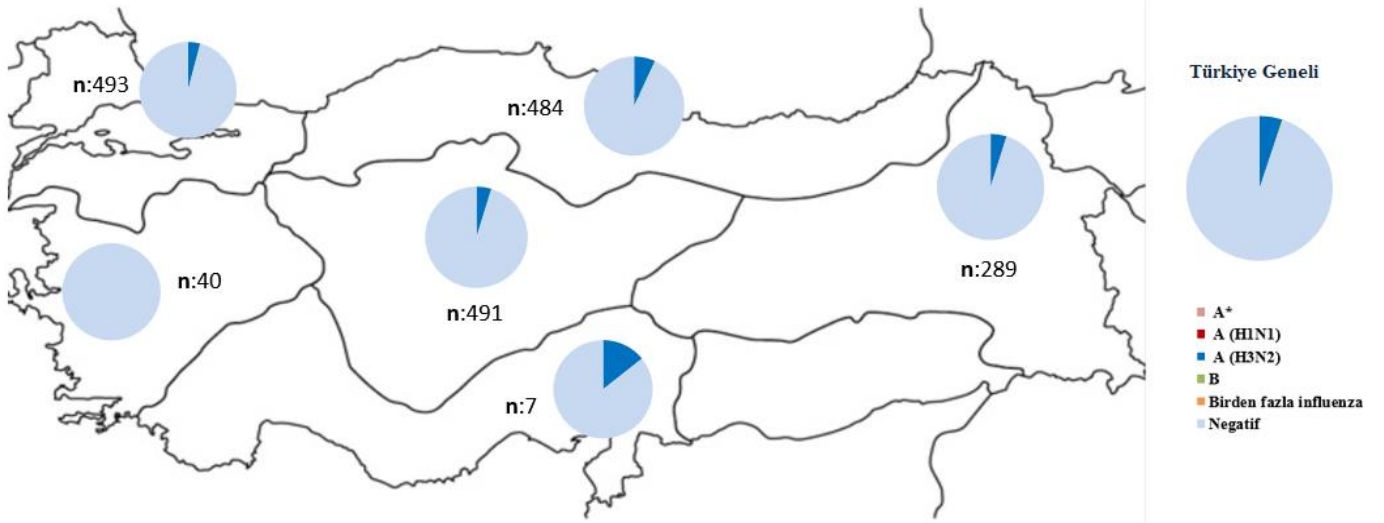 n:493
n:484
n:289
n:40
n:491
n:7
Türkiye Geneli
A*
A (H1N1)
A (H3N2)
B
Birden fazla influenza
Negatif